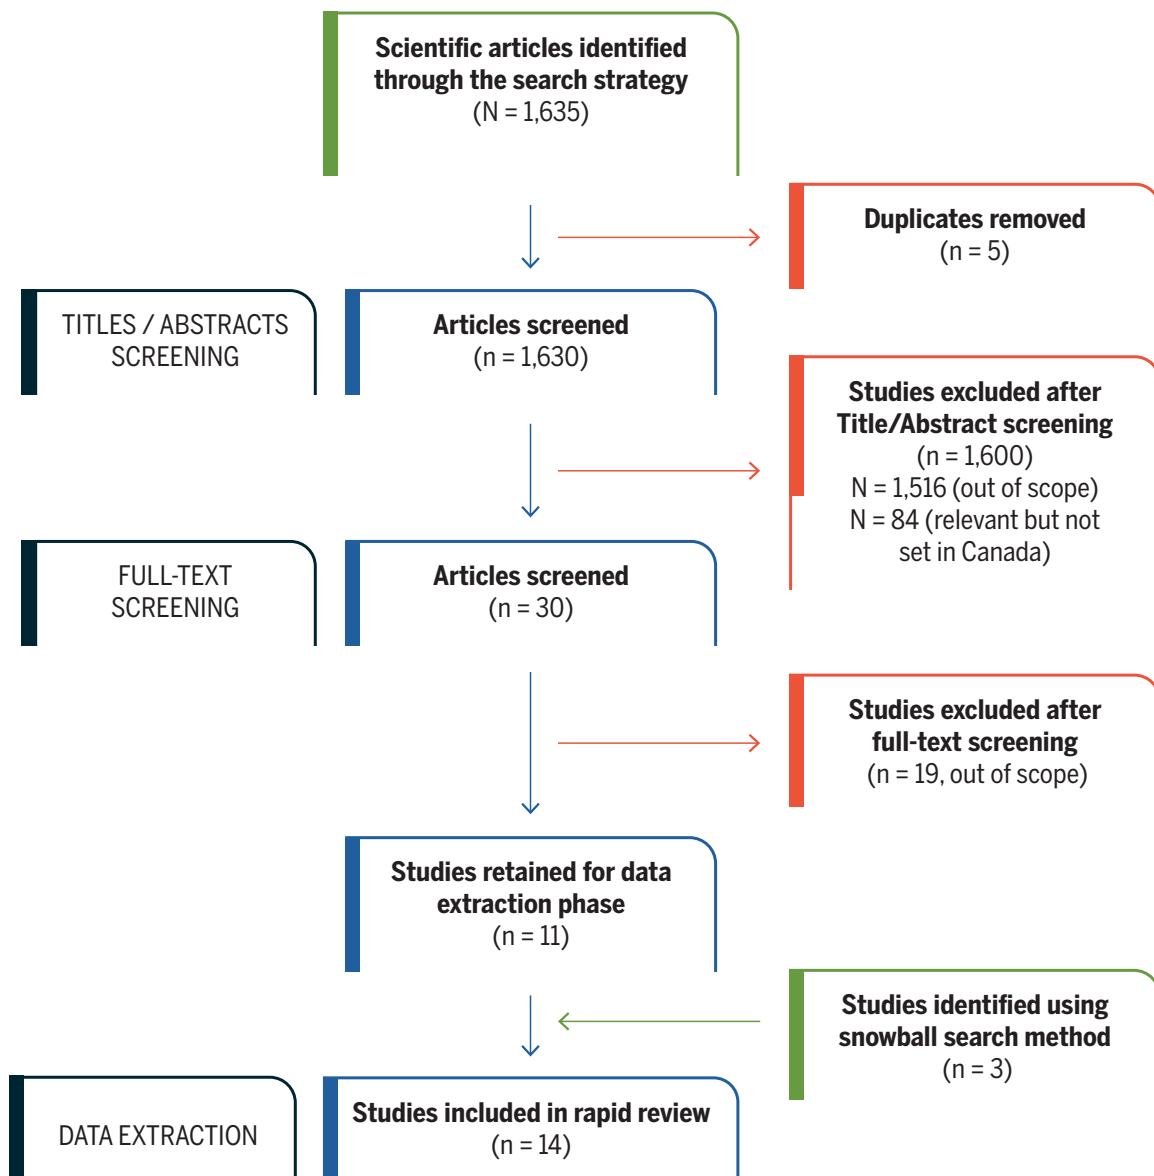 Scientific articles identified
through the search strategy
(N = 1,635)
Duplicates removed
(n = 5)
TITLES / ABSTRACTS
SCREENING
Articles screened
(n = 1,630)
Studies excluded after
Title/Abstract screening
(n = 1,600)
N = 1,516 (out of scope)
N = 84 (relevant but not
set in Canada)
FULL-TEXT
SCREENING
Articles screened
(n = 30)
Studies excluded after
full-text screening
(n = 19, out of scope)
Studies retained for data
extraction phase
(n = 11)
Studies identified using
snowball search method
(n = 3)
DATA EXTRACTION
Studies included in rapid review
(n = 14)